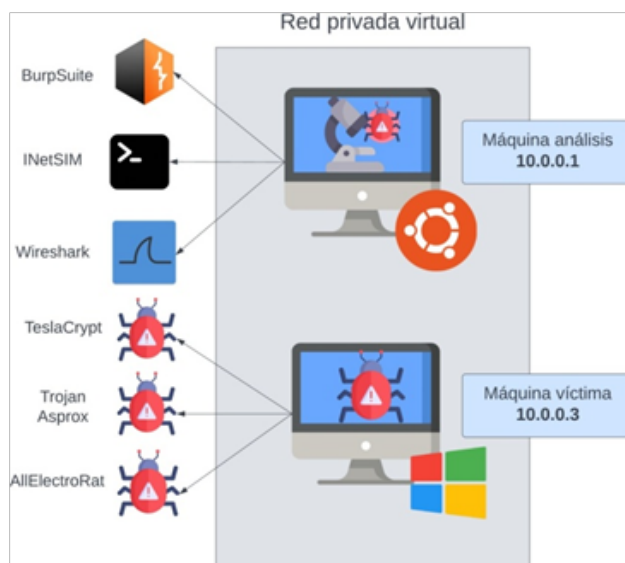 Red privada virtual
BurpSuite
INetSIM
Wireshark
Máquina análisis
10.0.0.1
TeslaCrypt
Trojan
Asprox
AllElectroRat
Máquina víctima
10.0.0.3